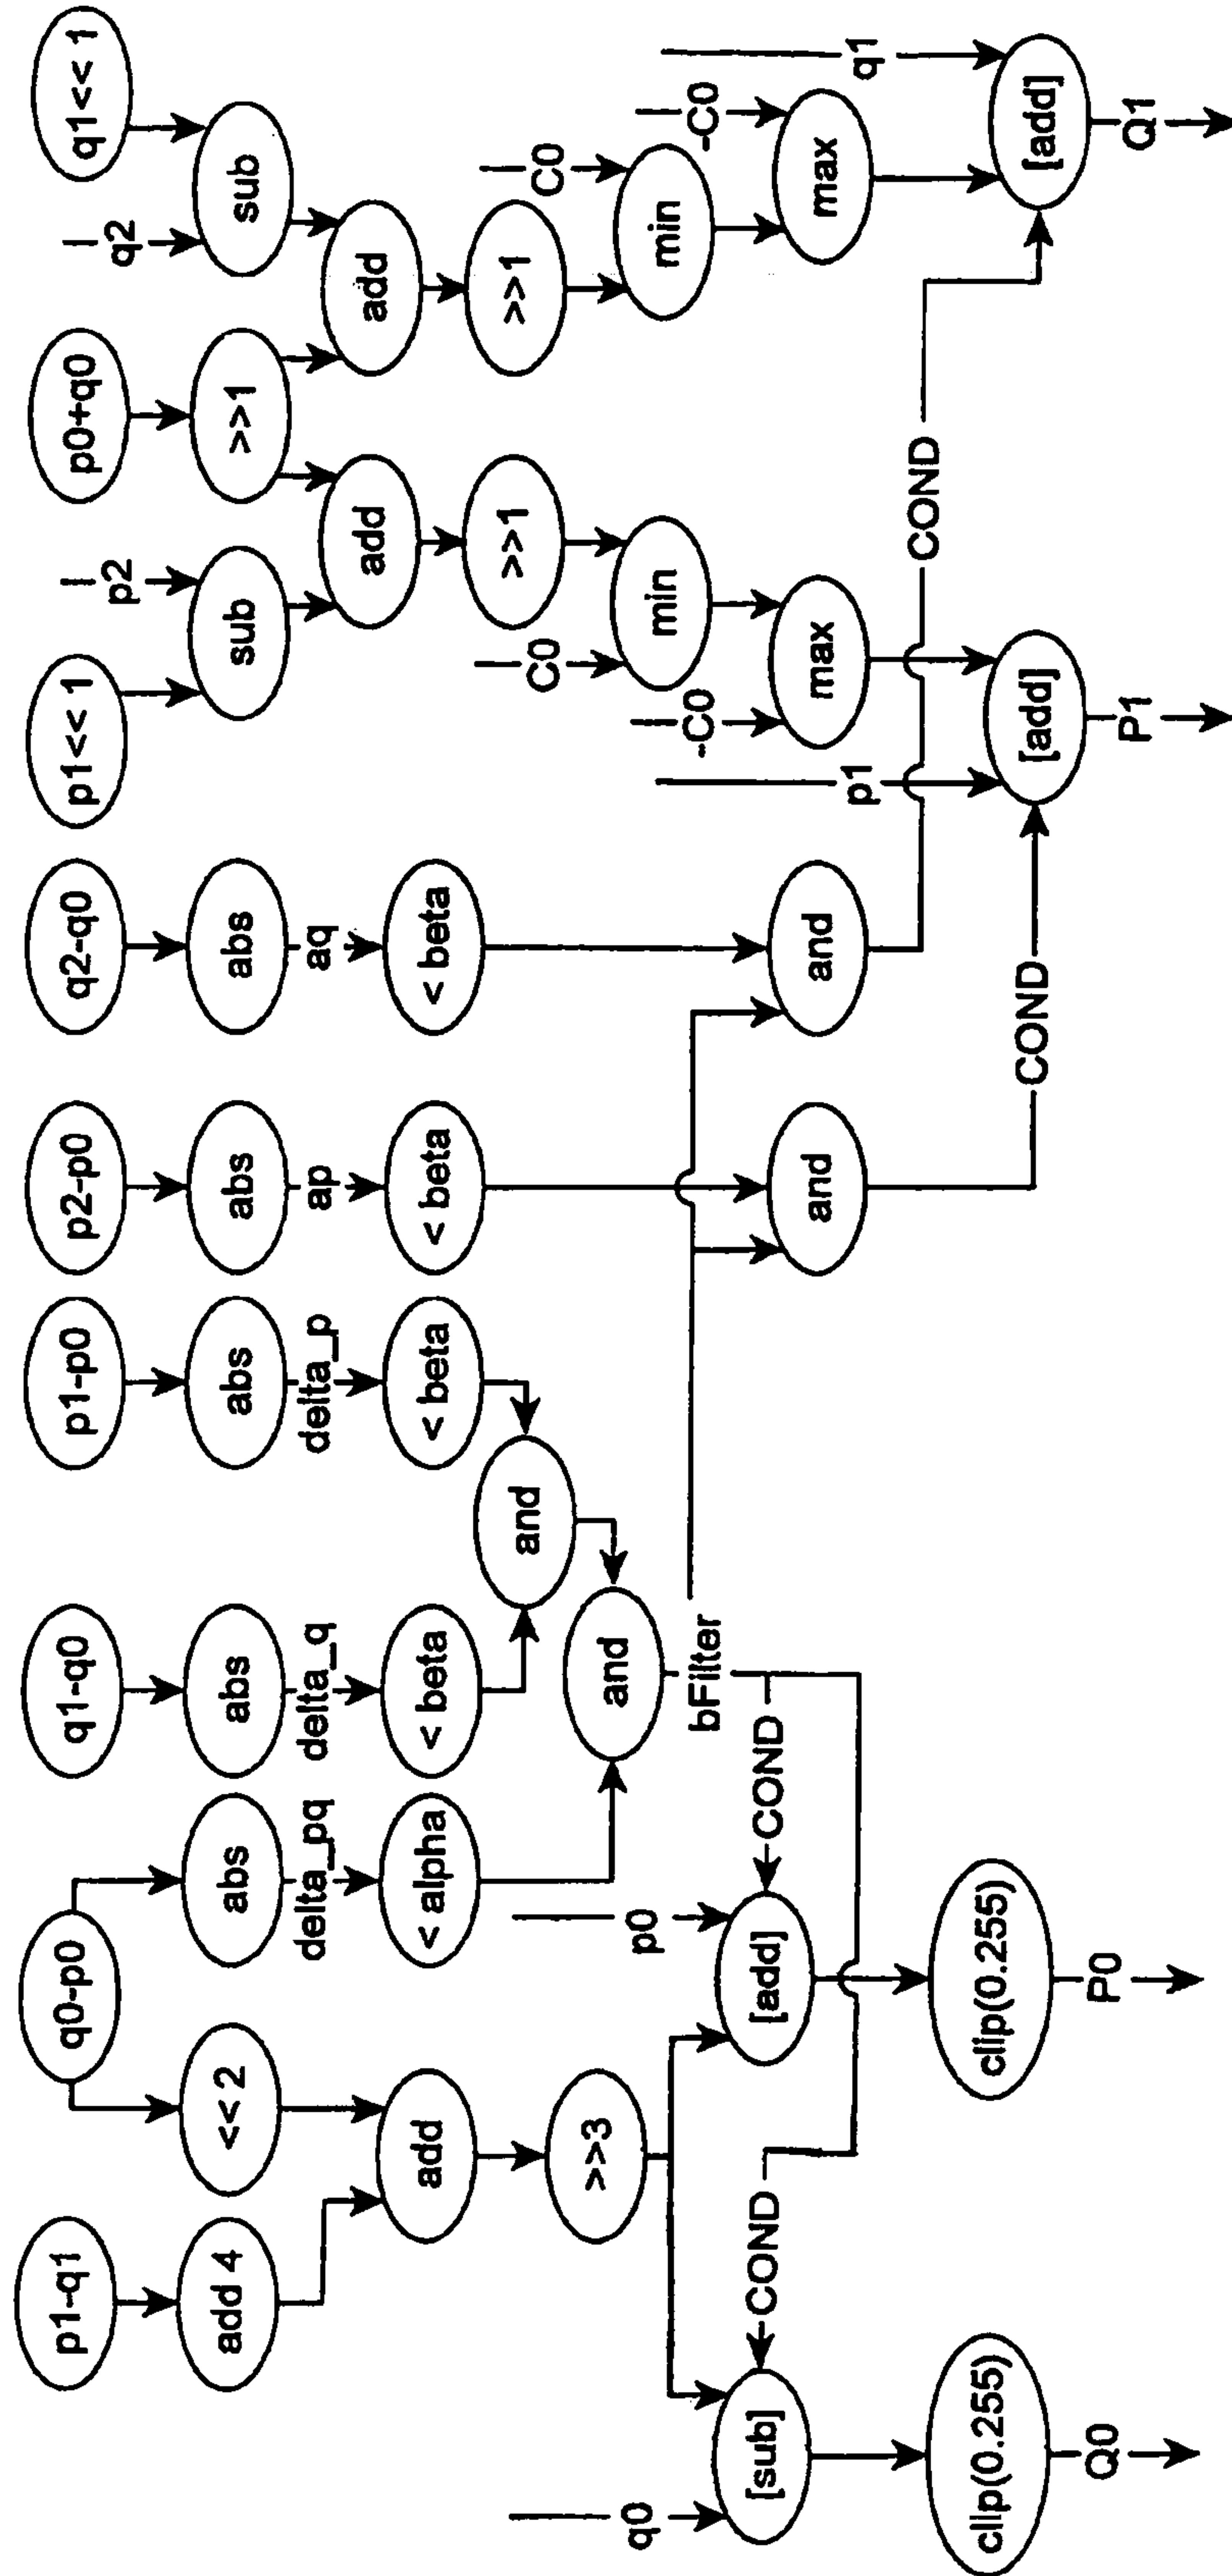 p1-q1
q0-p0
q1-q0
p1-p0
p2-p0
q2-q0
p1<< 1
p0+q0
q1<< 1
p2
q2
add 4
<< 2
abs
abs
abs
abs
abs
sub
>>1
sub
delta_pq
delta_q
delta_p
ap
aq
add
< alpha
< beta
< beta
< beta
< beta
add
add
and
>>1
>>1
C0
C0
>>3
and
min
min
q0
p0
bFilter
-C0
-C0
COND
COND
[sub]
[add]
and
and
max
max
p1
q1
COND
clip(0.255)
clip(0.255)
COND
[add]
[add]
Q0
P0
P1
Q1